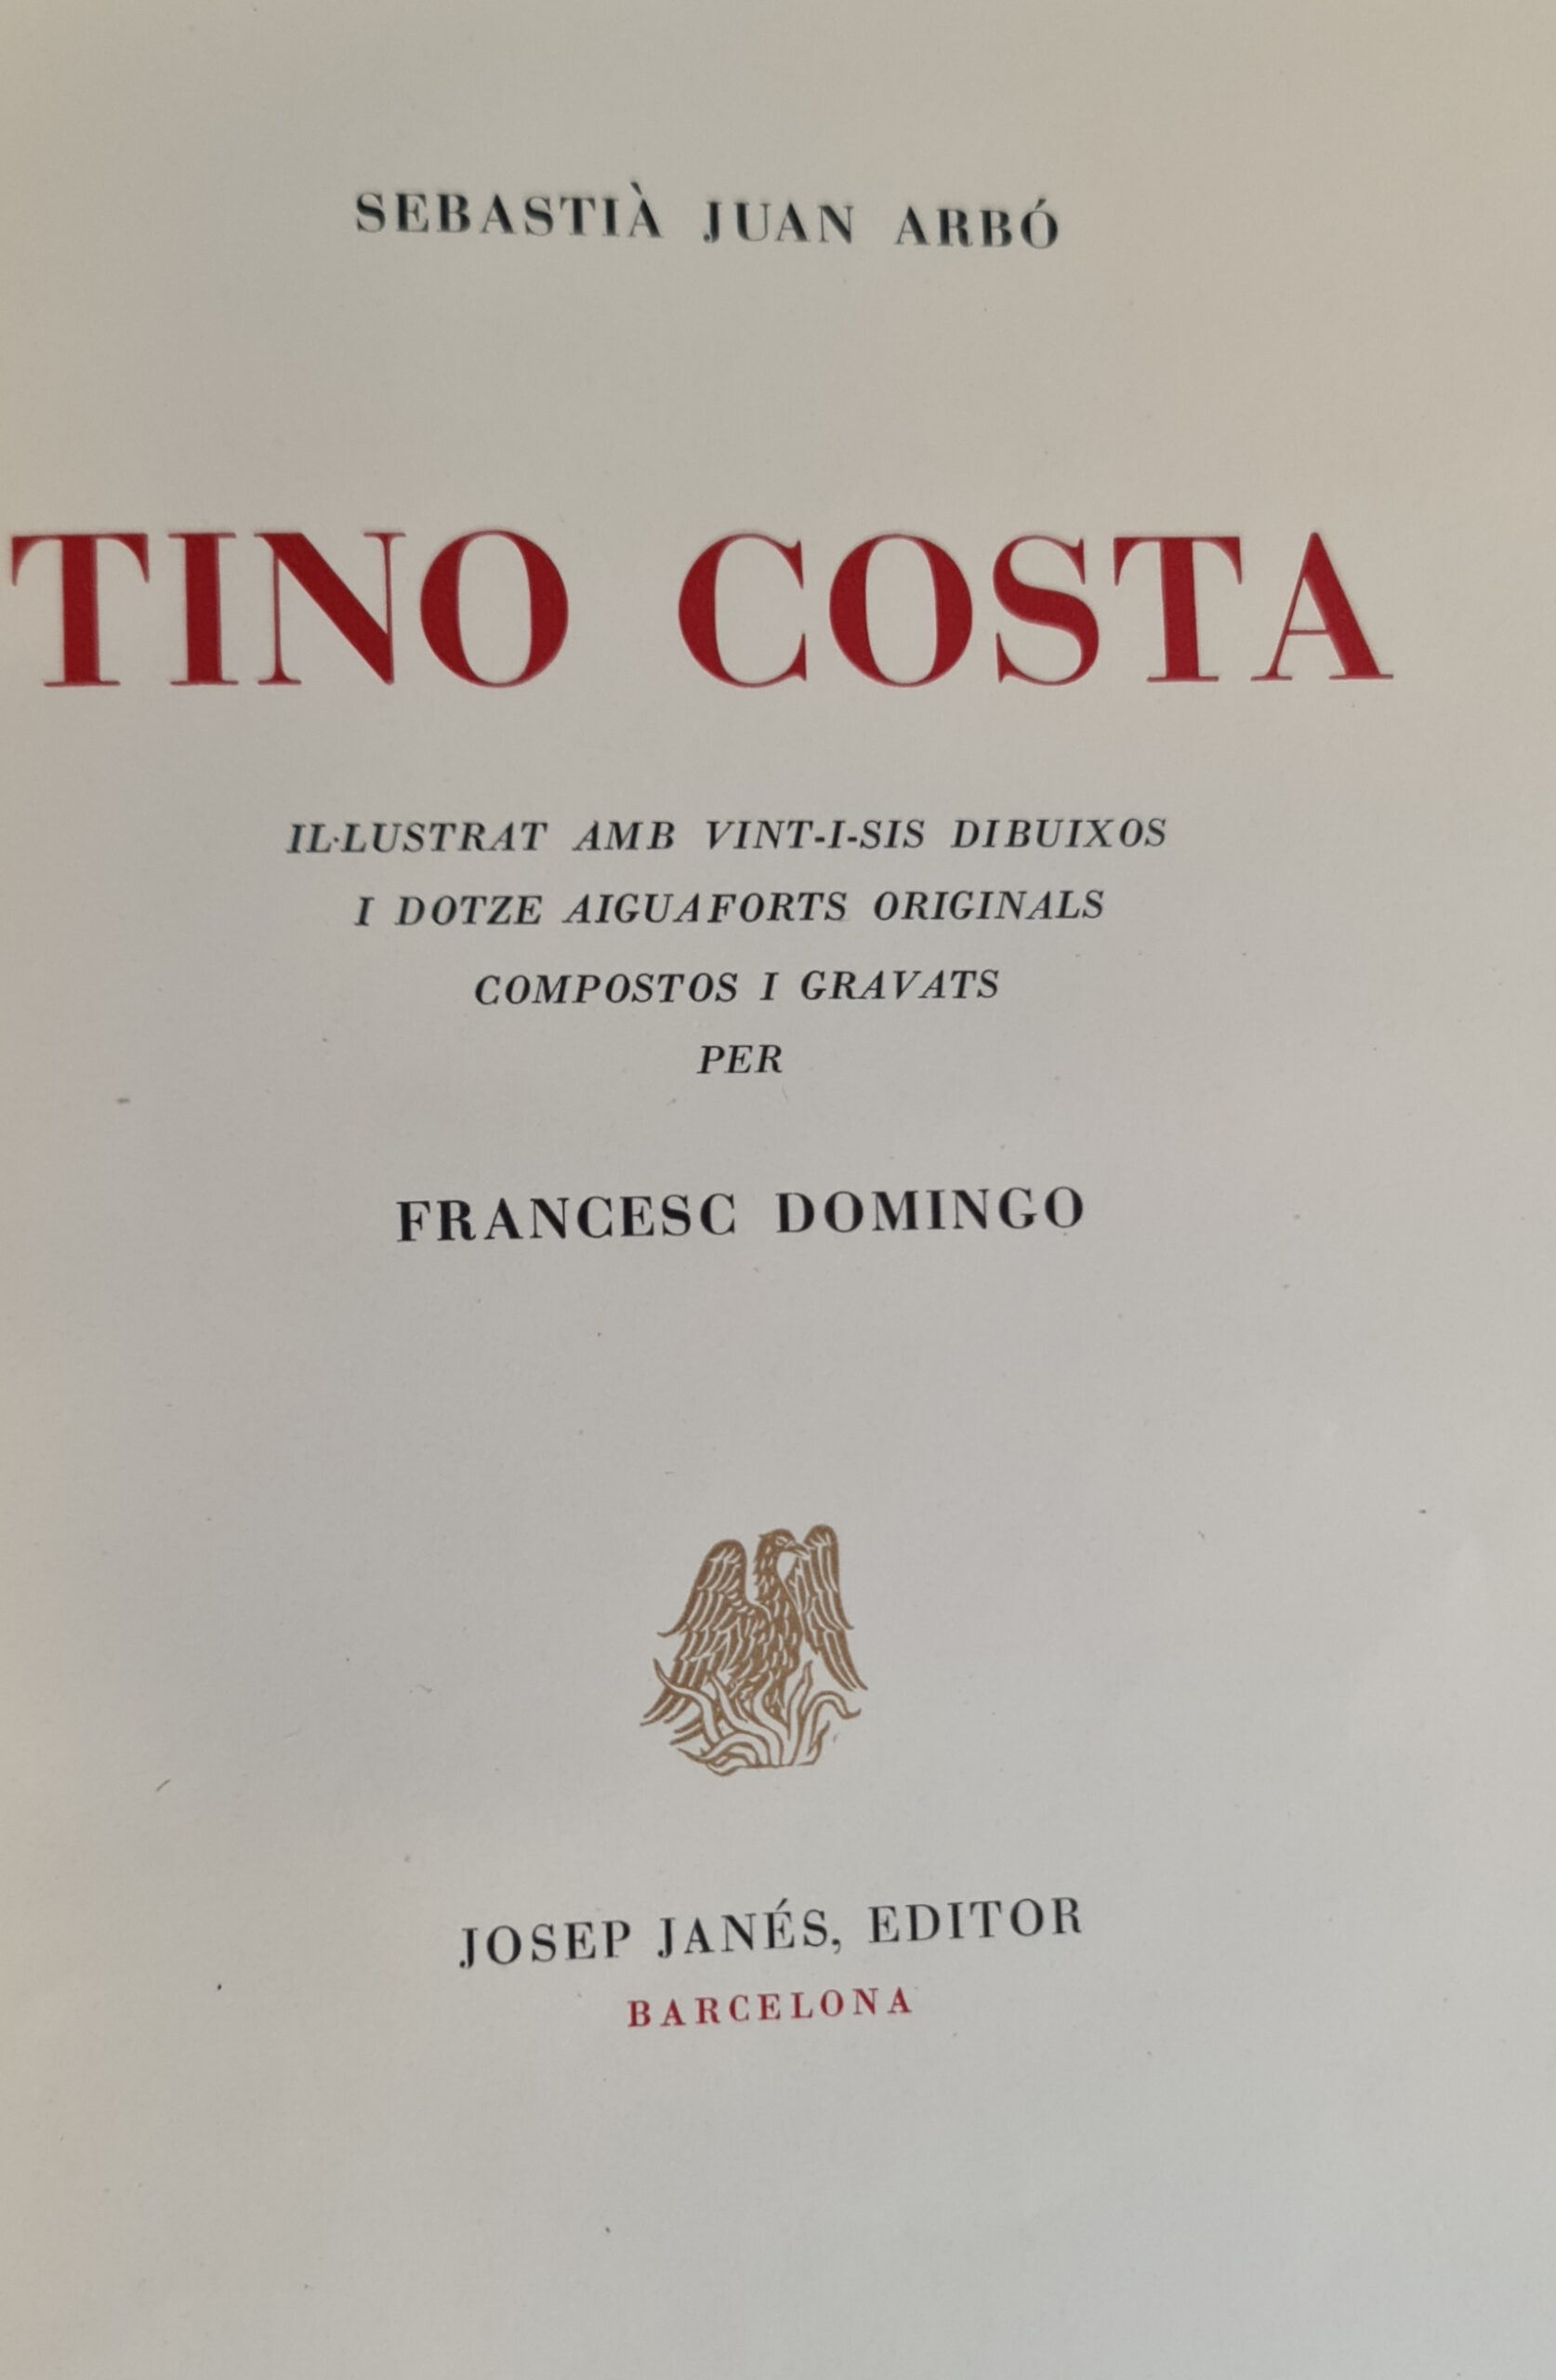 SEBASTIÀ JUAN ARBÓ
TINO COSTA
IL·LUSTRAT AMB VINT-I-SIS DIBUIXOS
I DOTZE AIGUAFORTS ORIGINALS
COMPOSTOS I GRAVATS
PER
FRANCESC DOMINGO
JOSEP JANÉS, EDITOR
BARCELONA